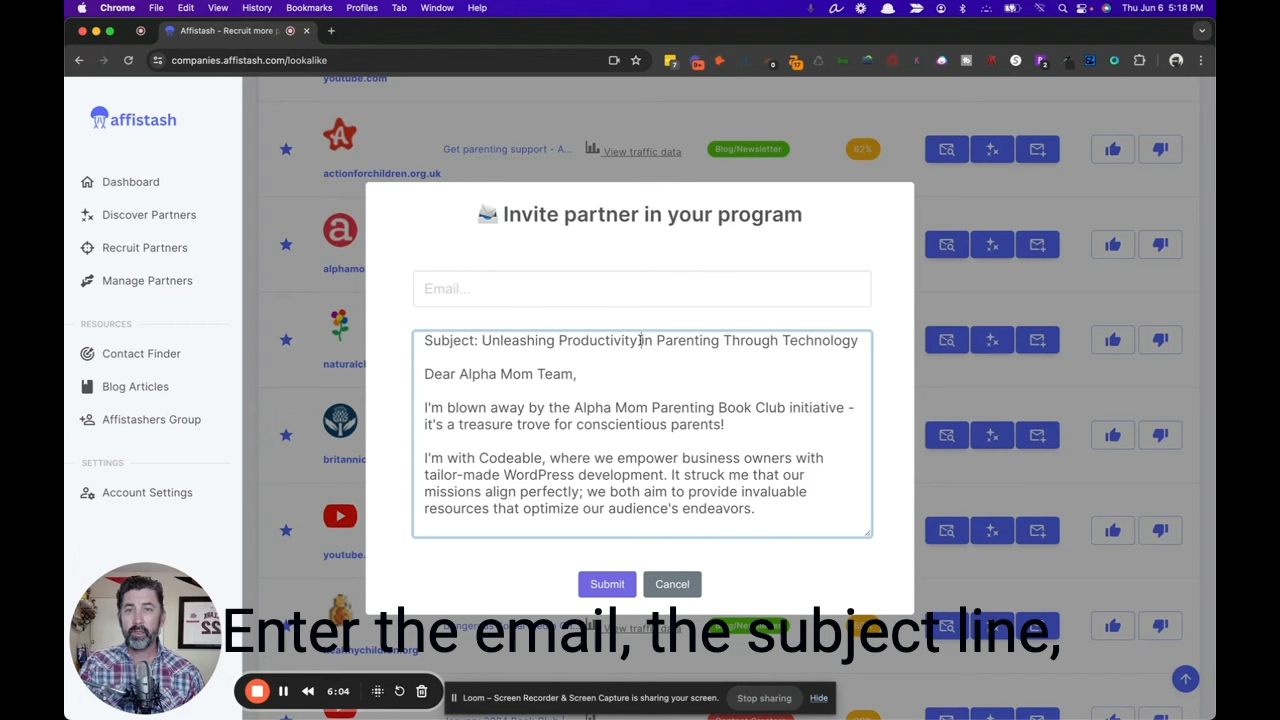 Chrome File Edit View History Bookmarks Profiles Tab Window Help
Thu Jun 6 5:18 PM
Affistash - Recruit more p
companies.affistash.com/lookalike
affistash
Dashboard
Discover Partners
Recruit Partners
Manage Partners
RESOURCES
Contact Finder
Blog Articles
Affistashers Group
SETTINGS
Account Settings
youtube.com
Get parenting support - A...
View traffic data
Blog/Newsletter
82%
actionforchildren.org.uk
alphamo
naturalc
britannic
youtube.
healthychildren.org
View traffic data
📨 Invite partner in your program
Email...
Subject: Unleashing Productivity in Parenting Through Technology
Dear Alpha Mom Team,
I'm blown away by the Alpha Mom Parenting Book Club initiative -
it's a treasure trove for conscientious parents!
I'm with Codeable, where we empower business owners with
tailor-made WordPress development. It struck me that our
missions align perfectly; we both aim to provide invaluable
resources that optimize our audience's endeavors.
Submit
Cancel
Enter the email, the subject line,
22
6:04
Loom – Screen Recorder & Screen Capture is sharing your screen.
Stop sharing
Hide